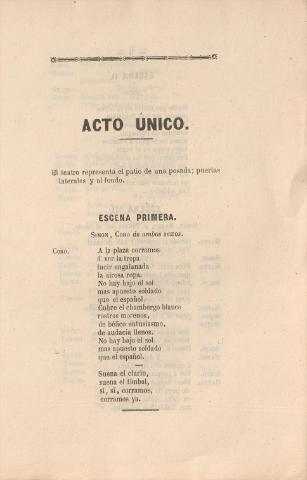 ACTO ÚNICO.
El teatro representa el patio de una posada; puertas
laterales y al fondo.
ESCENA PRIMERA.
SIMON, CORO de ambos sexos.
CORO. A la plaza corramos
á ver la tropa
lucir engalanada
la airosa ropa.
No hay bajo el sol
mas apuesto soldado
que el español.
Cubre el chambergo blanco
rostros morenos,
de bélico entusiasmo,
de audacia llenos.
No hay bajo el sol
mas apuesto soldado
que el español.
Suena el clarin,
suena el timbal,
sí, sí, corramos,
corramos ya.